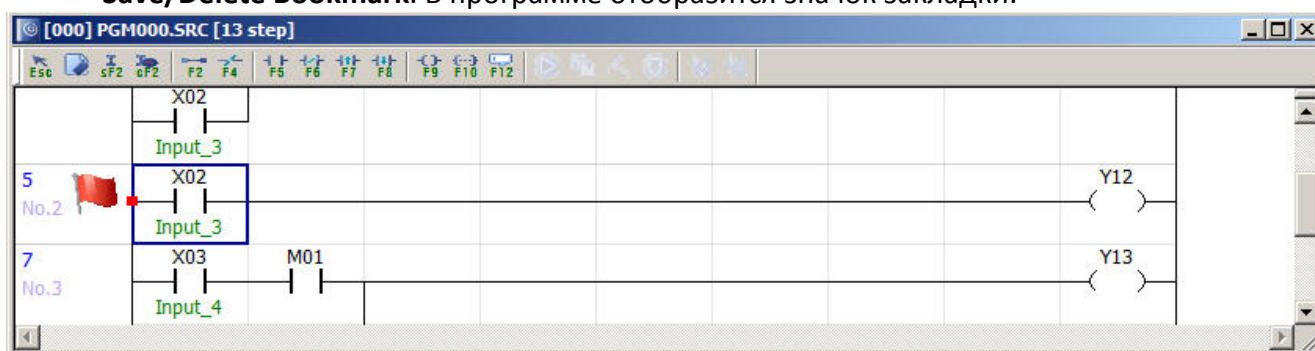 Save/Delete Bookmark. В программе отобразится значок закладки.
[000] PGM000.SRC [13 step]
Esc sF2 cF2 F2 F4 F5 F6 F7 F8 F9 F10 F12
X02
Input_3
5 X02 Y12
No.2
Input_3
7 X03 M01 Y13
No.3
Input_4